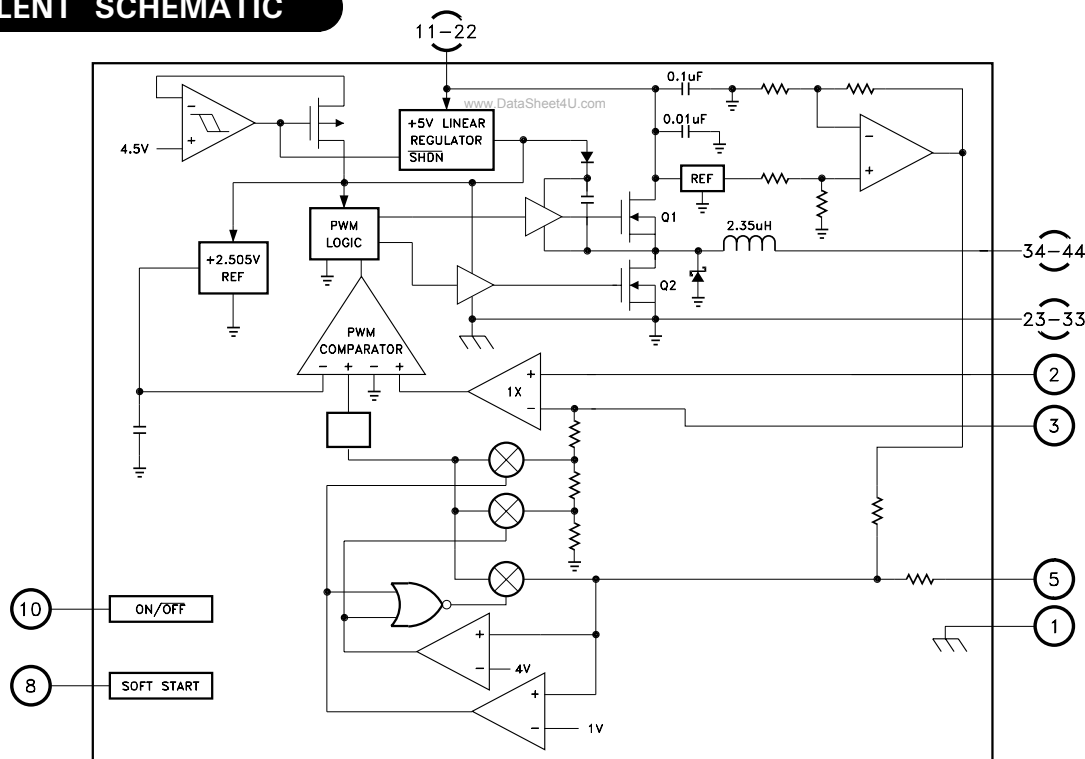 LENT SCHEMATIC
11-22
www.DataSheet4U.com
0.1uF
0.01uF
4.5V
- 
+
+5V LINEAR
REGULATOR
SHDN
-
+
REF
Q1
PWM
LOGIC
2.35uH
34-44
+2.505V
REF
Q2
23-33
PWM
COMPARATOR
- + - +
1X
+
-
2
3
5
10
ON/OFF
1
+
-
4V
8
SOFT START
+
-
1V